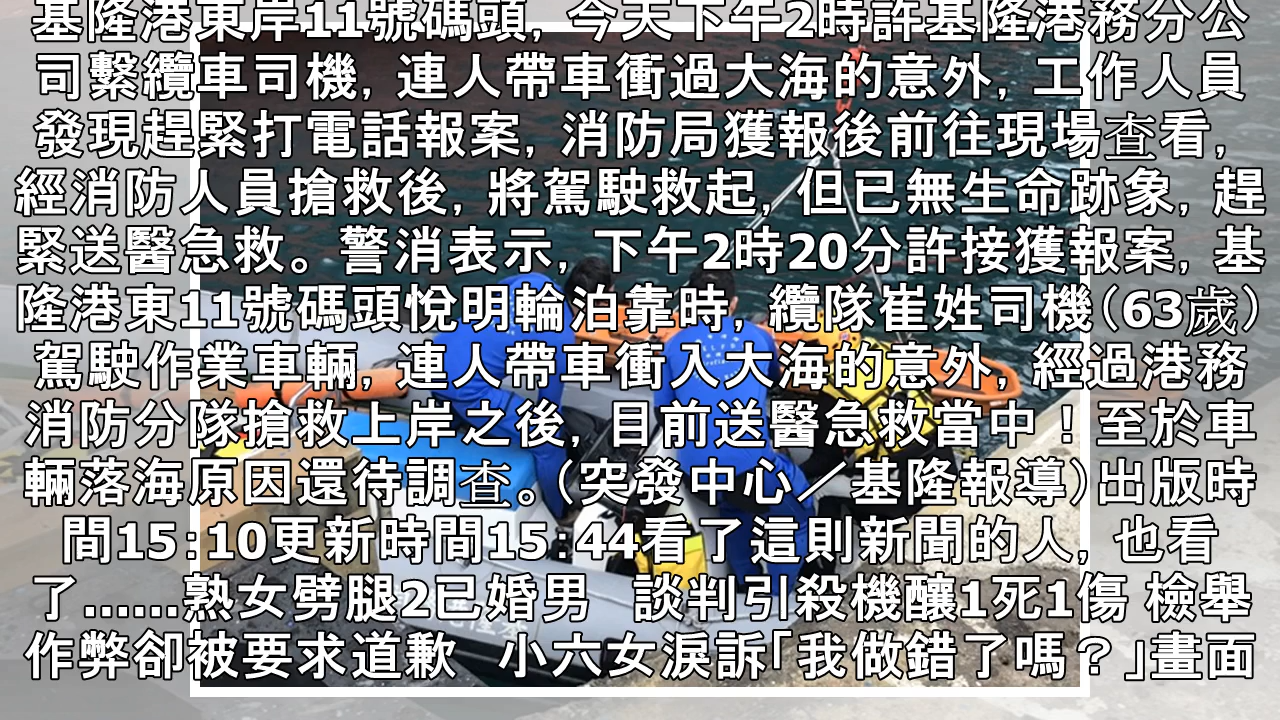 基隆港東岸11號碼頭, 今天下午2時許基隆港務分公
司繫纜車司機, 連人帶車衝過大海的意外, 工作人員
發現趕緊打電話報案, 消防局獲報後前往現場查看,
經消防人員搶救後, 將駕駛救起, 但已無生命跡象, 趕
緊送醫急救。警消表示, 下午2時20分許接獲報案, 基
隆港東11號碼頭悅明輪泊靠時, 纜隊崔姓司機(63歲)
駕駛作業車輛, 連人帶車衝入大海的意外, 經過港務
消防分隊搶救上岸之後, 目前送醫急救當中!至於車
輛落海原因還待調查。(突發中心/基隆報導)出版時
間15:10更新時間15:44看了這則新聞的人, 也看
了……熟女劈腿2已婚男 談判引殺機釀1死1傷 檢舉
作弊卻被要求道歉 小六女淚訴「我做錯了嗎?」畫面